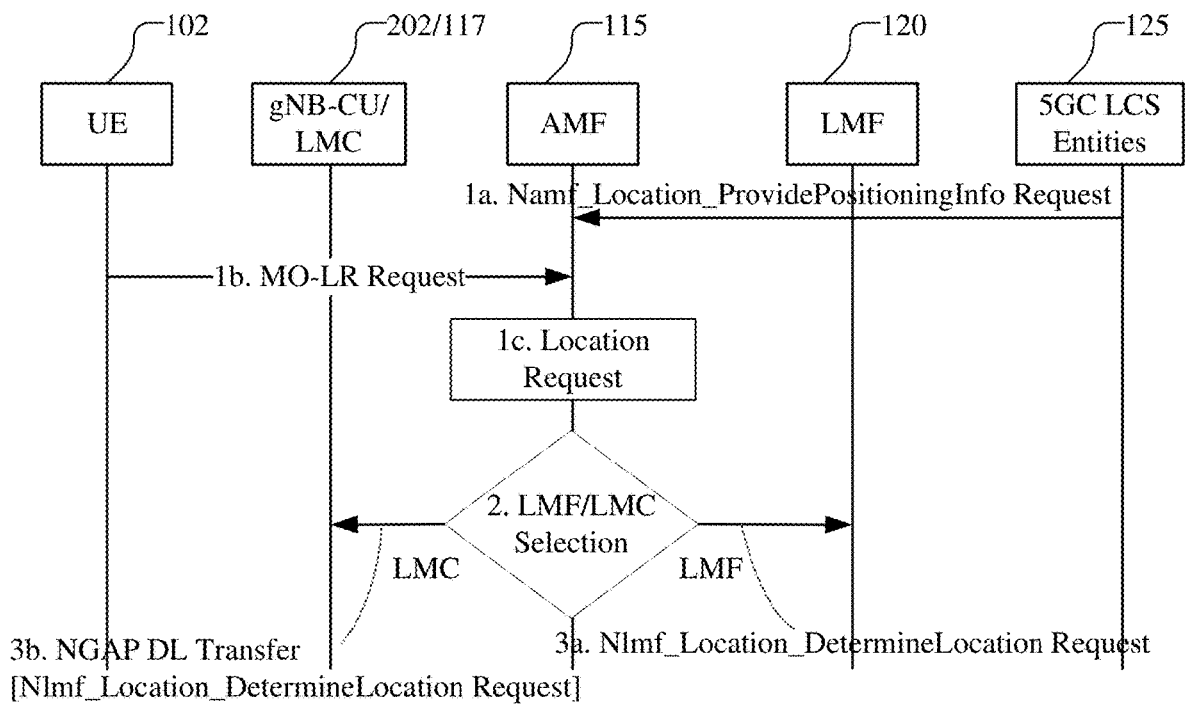 102
202/117
115
120
125
UE
gNB-CU/
LMC
AMF
LMF
5GC LCS
Entities
1a. Namf_Location_ProvidePositioningInfo Request
1b. MO-LR Request
1c. Location
Request
2. LMF/LMC
Selection
LMC
LMF
3b. NGAP DL Transfer
[Nlmf_Location_DetermineLocation Request]
3a. Nlmf_Location_DetermineLocation Request